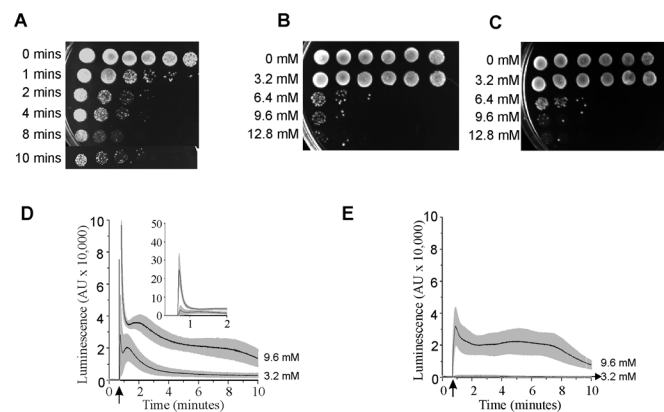 A
0 mins
1 mins
2 mins
4 mins
8 mins
10 mins
B
0 mM
3.2 mM
6.4 mM
9.6 mM
12.8 mM
C
0 mM
3.2 mM
6.4 mM
9.6 mM
12.8 mM
D
Luminescence (AU x 10,000)
10
8
6
4
2
0
50
40
30
20
10
0
1
2
9.6 mM
3.2 mM
2
4
6
8
10
Time (minutes)
E
Luminescence (AU x 10,000)
10
8
6
4
2
0
9.6 mM
3.2 mM
0
2
4
6
8
10
Time (minutes)